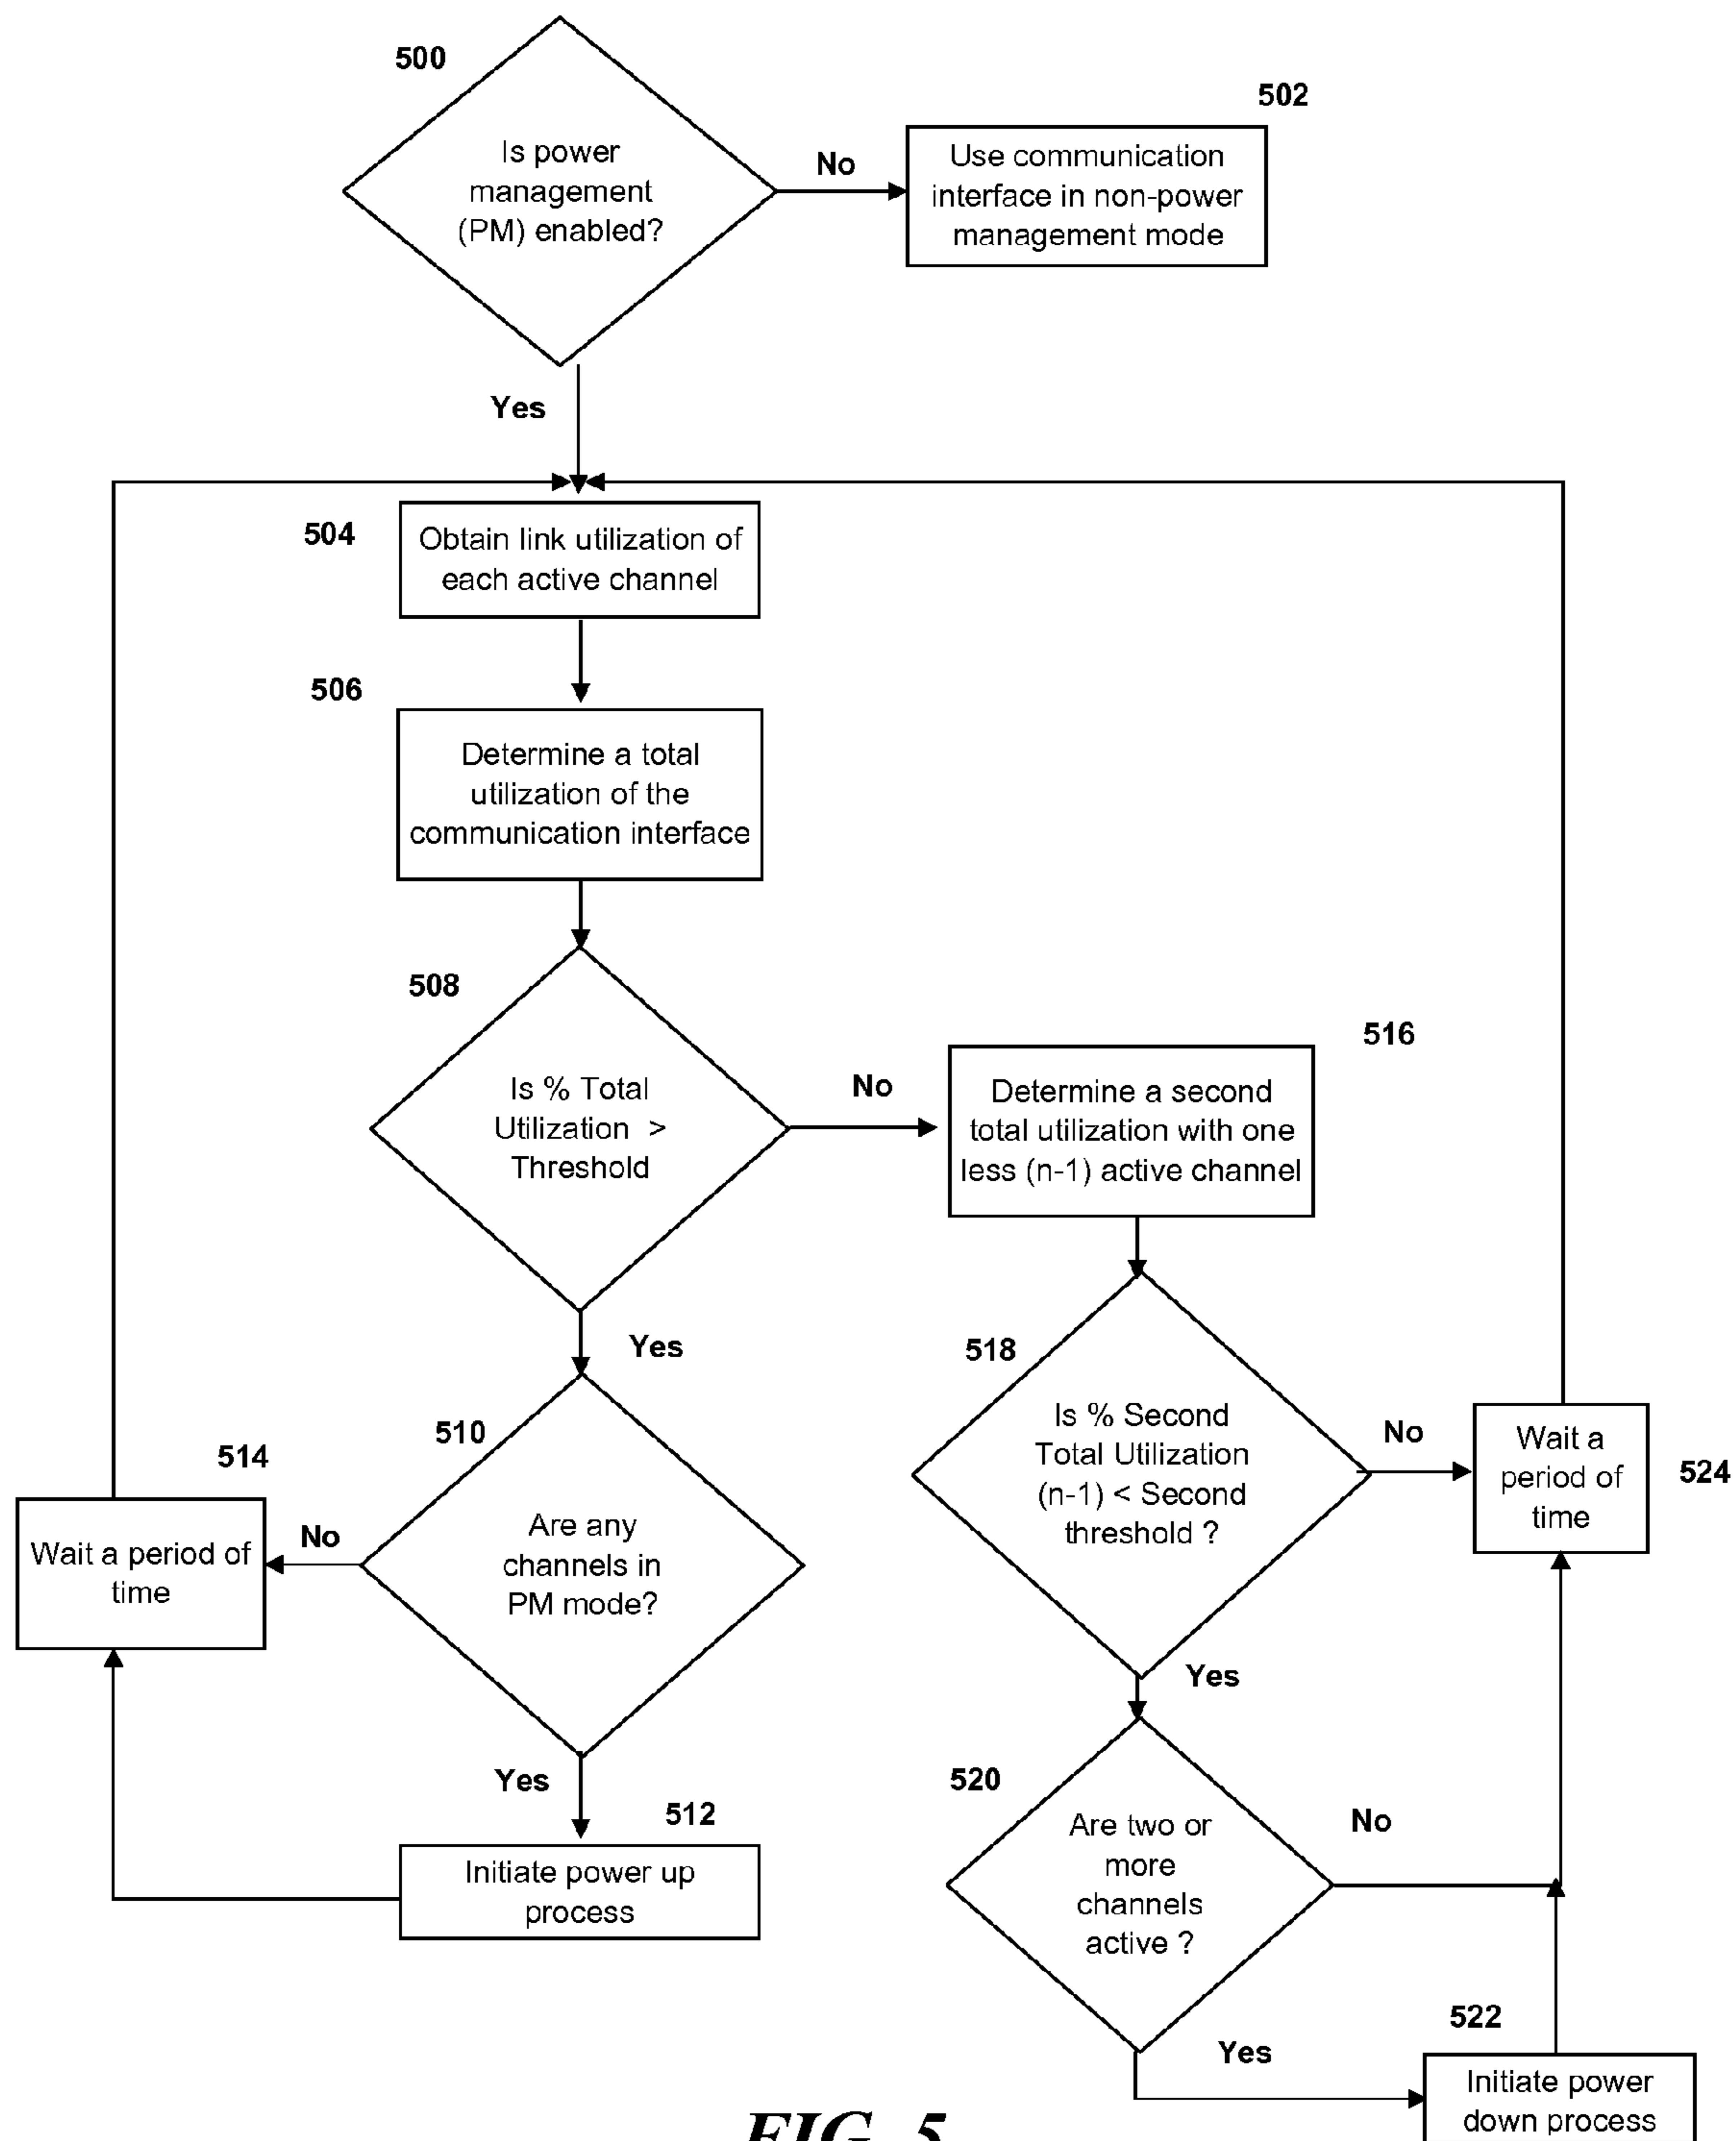 500
Is power
management
(PM) enabled?
No
502
Use communication
interface in non-power
management mode
Yes
504
Obtain link utilization of
each active channel
506
Determine a total
utilization of the
communication interface
508
Is % Total
Utilization >
Threshold
No
516
Determine a second
total utilization with one
less (n-1) active channel
Yes
518
Is % Second
Total Utilization
(n-1) < Second
threshold ?
No
524
Wait a
period of
time
510
Are any
channels in
PM mode?
No
514
Wait a period of
time
Yes
512
Initiate power up
process
Yes
520
Are two or
more
channels
active ?
No
Yes
522
Initiate power
down process
FIG. 5